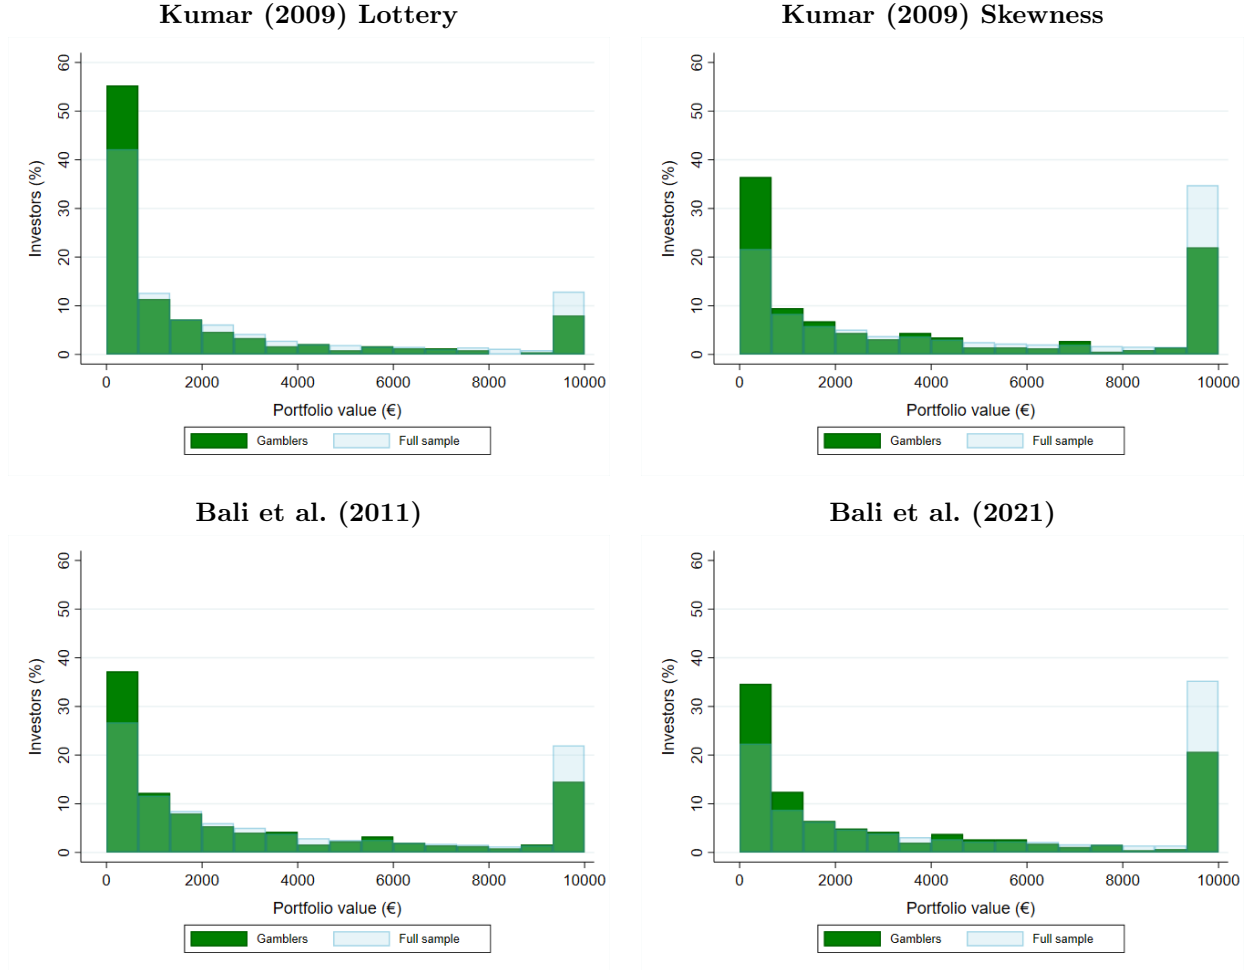 Kumar (2009) Lottery
60
50
40
30
20
10
0
Investors (%)
0 2000 4000 6000 8000 10000
Portfolio value (€)
Gamblers Full sample
Kumar (2009) Skewness
60
50
40
30
20
10
0
Investors (%)
0 2000 4000 6000 8000 10000
Portfolio value (€)
Gamblers Full sample
Bali et al. (2011)
60
50
40
30
20
10
0
Investors (%)
0 2000 4000 6000 8000 10000
Portfolio value (€)
Gamblers Full sample
Bali et al. (2021)
60
50
40
30
20
10
0
Investors (%)
0 2000 4000 6000 8000 10000
Portfolio value (€)
Gamblers Full sample